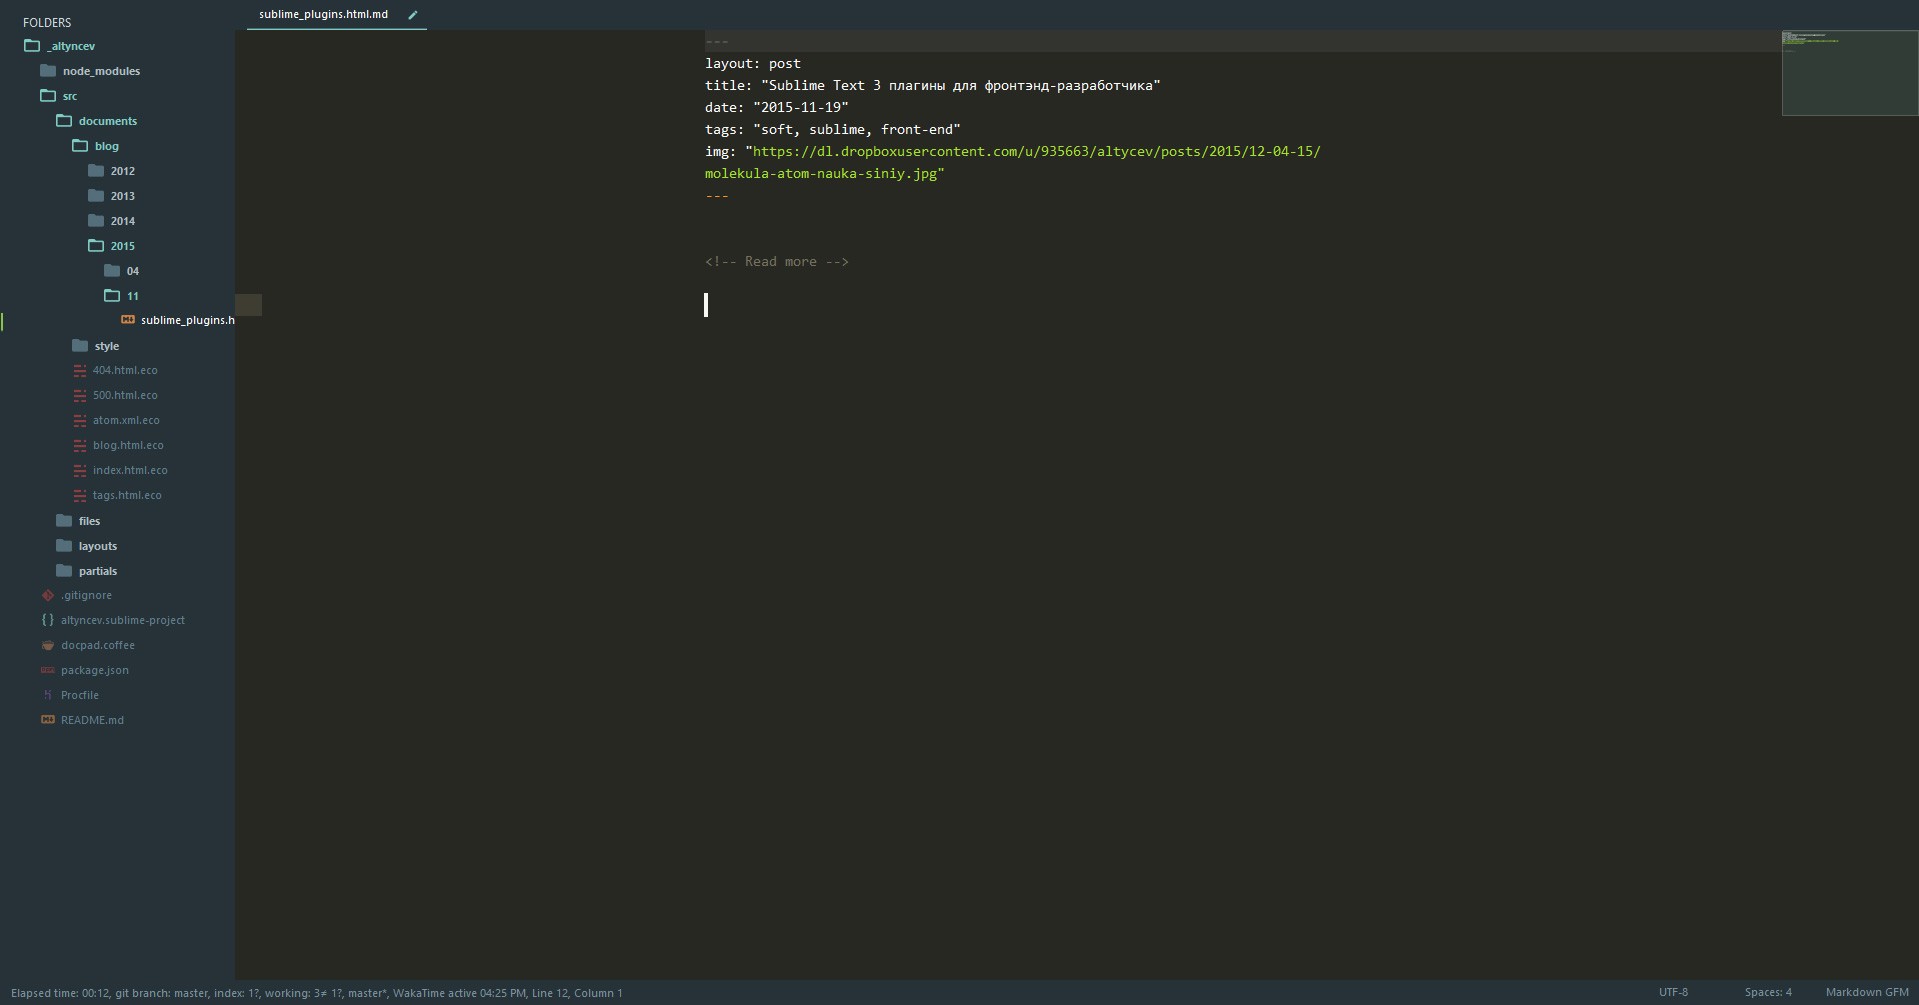 FOLDERS
_altyncev
node_modules
src
documents
blog
2012
2013
2014
2015
04
11
sublime_plugins.h
style
404.html.eco
500.html.eco
atom.xml.eco
blog.html.eco
index.html.eco
tags.html.eco
files
layouts
partials
.gitignore
altyncev.sublime-project
docpad.coffee
package.json
Procfile
README.md
sublime_plugins.html.md
---
layout: post
title: "Sublime Text 3 плагины для фронтэнд-разработчика"
date: "2015-11-19"
tags: "soft, sublime, front-end"
img: "https://dl.dropboxusercontent.com/u/935663/altycev/posts/2015/12-04-15/
molekula-atom-nauka-siniy.jpg"
---
<!-- Read more -->
Elapsed time: 00:12, git branch: master, index: 1?, working: 3≠ 1?, master*, WakaTime active 04:25 PM, Line 12, Column 1
UTF-8
Spaces: 4
Markdown GFM